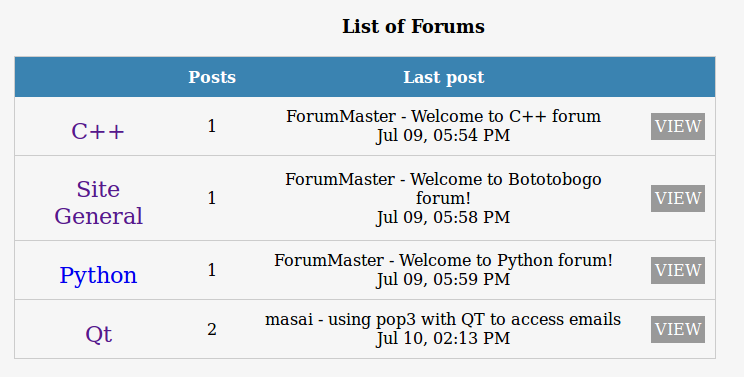 List of Forums
Posts Last post
C++ 1 ForumMaster - Welcome to C++ forum VIEW
Jul 09, 05:54 PM
Site General 1 ForumMaster - Welcome to Bototobogo VIEW
forum!
Jul 09, 05:58 PM
Python 1 ForumMaster - Welcome to Python forum! VIEW
Jul 09, 05:59 PM
Qt 2 masai - using pop3 with QT to access emails VIEW
Jul 10, 02:13 PM